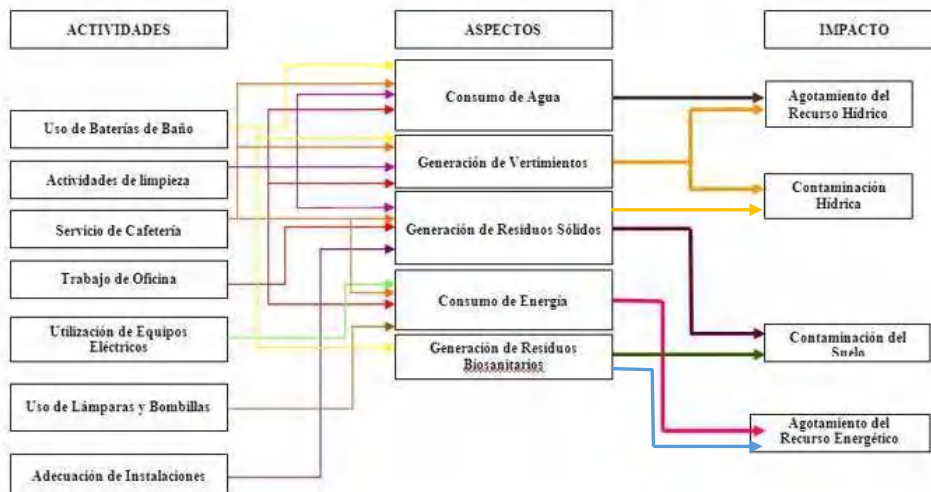 ACTIVIDADES
ASPECTOS
IMPACTO
Uso de Baterías de Baño
Actividades de limpieza
Servicio de Cafetería
Trabajo de Oficina
Utilización de Equipos
Eléctricos
Uso de Lámparas y Bombillas
Adecuación de Instalaciones
Consumo de Agua
Generación de Vertimientos
Generación de Residuos Sólidos
Consumo de Energía
Generación de Residuos
Biosanitarios
Agotamiento del
Recurso Hídrico
Contaminación
Hídrica
Contaminación del
Suelo
Agotamiento del
Recurso Energético